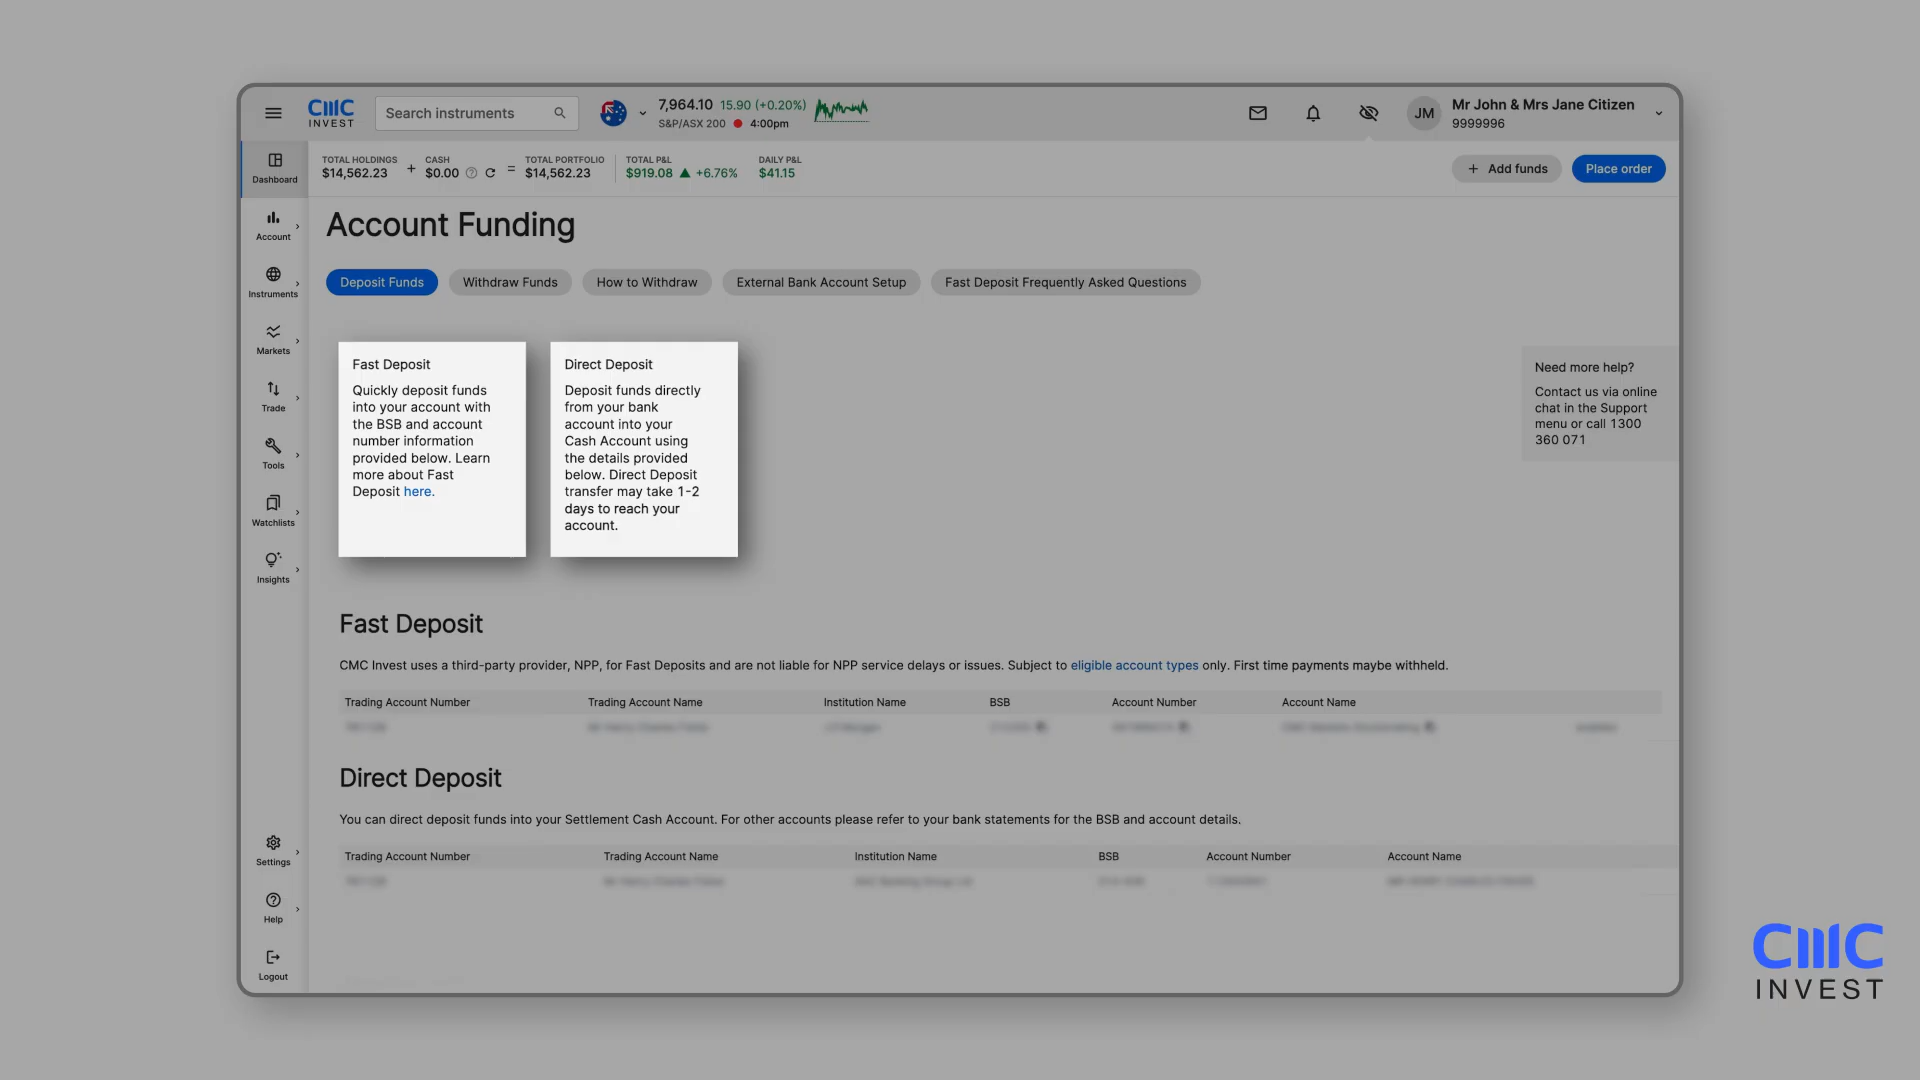 CMC
INVEST
Search instruments
7,964.10 15.90 (+0.20%)
S&P/ASX 200 4:00pm
JM
Mr John & Mrs Jane Citizen
9999996
Dashboard
Account
Instruments
Markets
Trade
Tools
Watchlists
Insights
Settings
Help
Logout
TOTAL HOLDINGS
$14,562.23
+
CASH
$0.00
=
TOTAL PORTFOLIO
$14,562.23
TOTAL P&L
$919.08 ▲ +6.76%
DAILY P&L
$41.15
+ Add funds
Place order
Account Funding
Deposit Funds
Withdraw Funds
How to Withdraw
External Bank Account Setup
Fast Deposit Frequently Asked Questions
Fast Deposit
Quickly deposit funds
into your account with
the BSB and account
number information
provided below. Learn
more about Fast
Deposit here.
Direct Deposit
Deposit funds directly
from your bank
account into your
Cash Account using
the details provided
below. Direct Deposit
transfer may take 1-2
days to reach your
account.
Need more help?
Contact us via online
chat in the Support
menu or call 1300
360 071
Fast Deposit
CMC Invest uses a third-party provider, NPP, for Fast Deposits and are not liable for NPP service delays or issues. Subject to eligible account types only. First time payments maybe withheld.
Trading Account Number Trading Account Name Institution Name BSB Account Number Account Name
Direct Deposit
You can direct deposit funds into your Settlement Cash Account. For other accounts please refer to your bank statements for the BSB and account details.
Trading Account Number Trading Account Name Institution Name BSB Account Number Account Name
CMC
INVEST